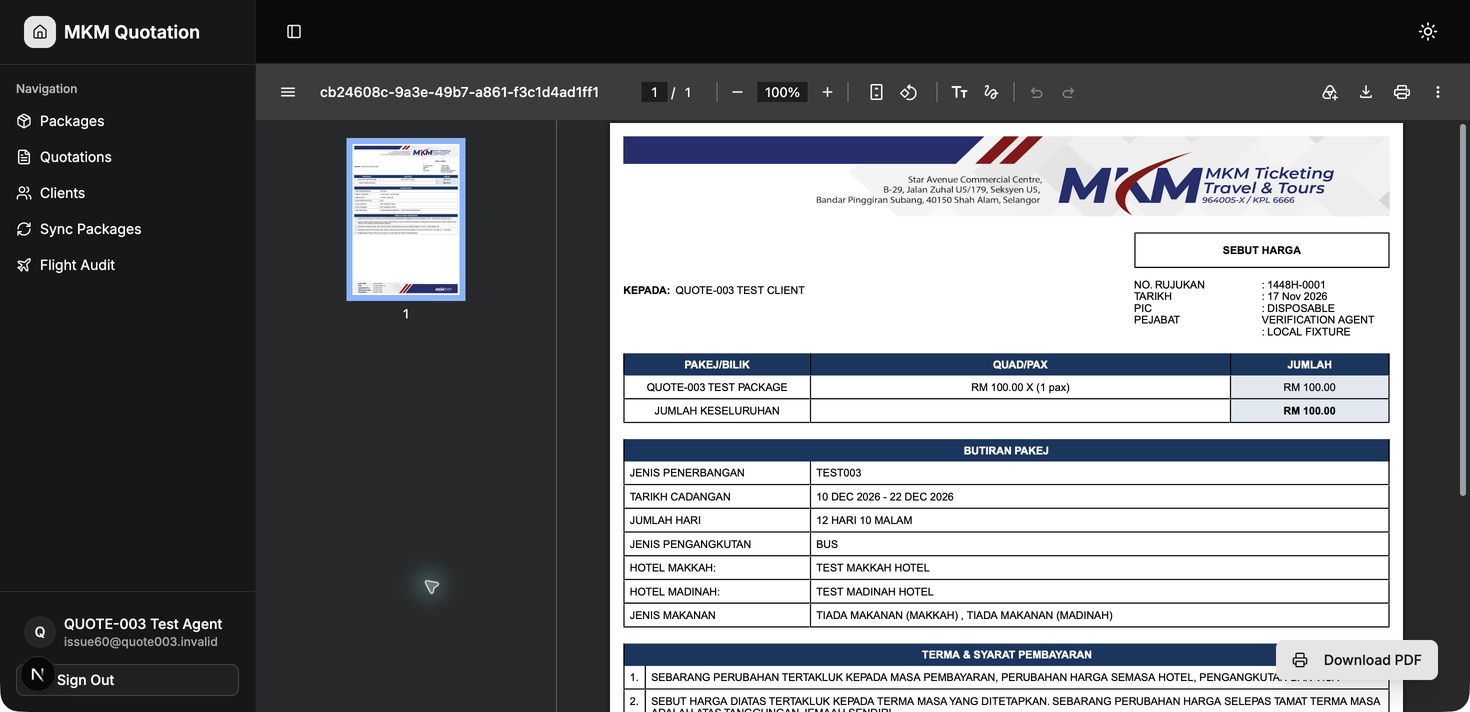 MKM Quotation
Navigation
Packages
Quotations
Clients
Sync Packages
Flight Audit
Q
QUOTE-003 Test Agent
issue60@quote003.invalid
N
Sign Out
cb24608c-9a3e-49b7-a861-f3c1d4ad1ff1
1 / 1
100%
1
Star Avenue Commercial Centre,
B-29, Jalan Zuhal U5/179, Seksyen U5,
Bandar Pinggiran Subang, 40150 Shah Alam, Selangor
MKM
MKM Ticketing
Travel & Tours
964005-X / KPL 6666
SEBUT HARGA
KEPADA: QUOTE-003 TEST CLIENT
NO. RUJUKAN : 1448H-0001
TARIKH : 17 Nov 2026
PIC : DISPOSABLE
PEJABAT VERIFICATION AGENT
: LOCAL FIXTURE
PAKEJ/BILIK QUAD/PAX JUMLAH
QUOTE-003 TEST PACKAGE RM 100.00 X (1 pax) RM 100.00
JUMLAH KESELURUHAN RM 100.00
BUTIRAN PAKEJ
JENIS PENERBANGAN TEST003
TARIKH CADANGAN 10 DEC 2026 - 22 DEC 2026
JUMLAH HARI 12 HARI 10 MALAM
JENIS PENGANGKUTAN BUS
HOTEL MAKKAH: TEST MAKKAH HOTEL
HOTEL MADINAH: TEST MADINAH HOTEL
JENIS MAKANAN TIADA MAKANAN (MAKKAH) , TIADA MAKANAN (MADINAH)
TERMA & SYARAT PEMBAYARAN
1. SEBARANG PERUBAHAN TERTAKLUK KEPADA MASA PEMBAYARAN, PERUBAHAN HARGA SEMASA HOTEL, PENGANGKUTAN
2. SEBUT HARGA DIATAS TERTAKLUK KEPADA TERMA MASA YANG DITETAPKAN. SEBARANG PERUBAHAN HARGA SELEPAS TAMAT TERMA MASA
Download PDF